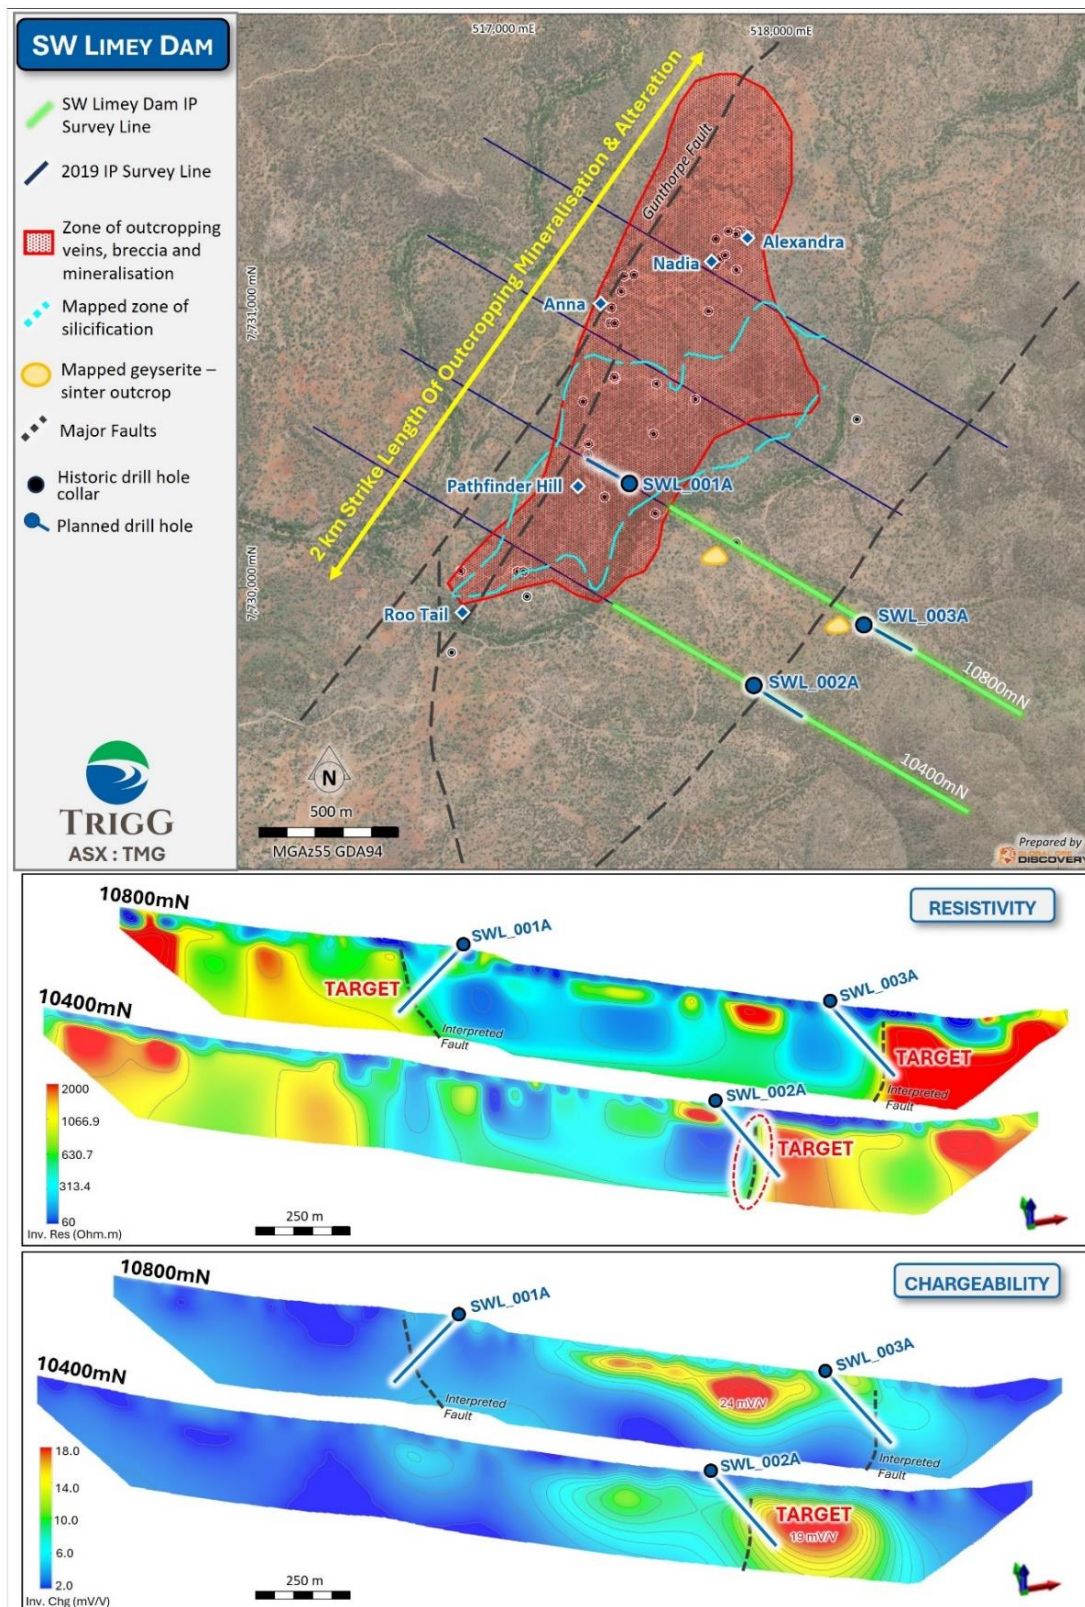 SW LIMEY DAM
SW Limey Dam IP
Survey Line
2019 IP Survey Line
Zone of outcropping
veins, breccia and
mineralisation
Mapped zone of
silicification
Mapped geyserite –
sinter outcrop
Major Faults
Historic drill hole
collar
Planned drill hole
TRIGG
ASX : TMG
517,000 mE
518,000 mE
7,731,000 mN
7,730,000 mN
2 km Strike Length Of Outcropping Mineralisation & Alteration
Gunthorpe Fault
Alexandra
Nadia
Anna
Pathfinder Hill
SWL_001A
Roo Tail
SWL_003A
SWL_002A
10800mN
10400mN
N
500 m
MGAz55 GDA94
Prepared by
GLOBAL ORE
DISCOVERY
10800mN
RESISTIVITY
SWL_001A
TARGET
SWL_003A
10400mN
Interpreted
Fault
TARGET
SWL_002A
Interpreted
Fault
TARGET
2000
1066.9
630.7
313.4
60
Inv. Res (Ohm.m)
250 m
10800mN
CHARGEABILITY
SWL_001A
SWL_003A
10400mN
Interpreted
Fault
24 mV/V
Interpreted
Fault
SWL_002A
TARGET
19 mV/V
18.0
14.0
10.0
6.0
2.0
Inv. Chg (mV/V)
250 m